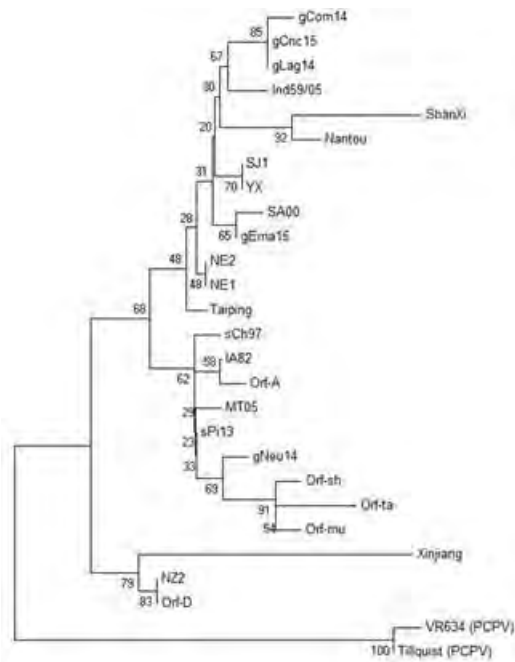 gCom14
85
gCric15
67
gLag14
30
Ind59/05
ShanXi
20
92
Nantou
SJ1
31
70
YX
SA00
28
65
gEma15
NE2
48
48
NE1
68
Taiping
sCh97
IA82
58
62
Orf-A
29
MT05
sPi13
23
33
gNeu14
69
Orf-sh
91
Orf-ta
54
Orf-mu
Xinjiang
79
NZ2
83
Orf-D
VR634 (PCPV)
100
Tillquist (PCPV)